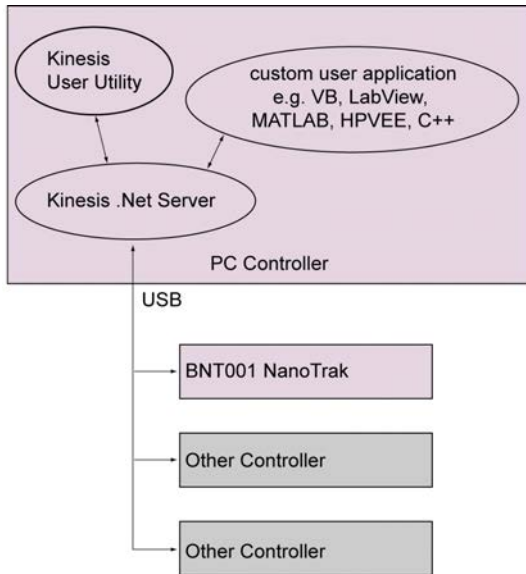 Kinesis
User Utility
custom user application
e.g. VB, LabView,
MATLAB, HPVEE, C++
Kinesis .Net Server
PC Controller
USB
BNT001 NanoTrak
Other Controller
Other Controller